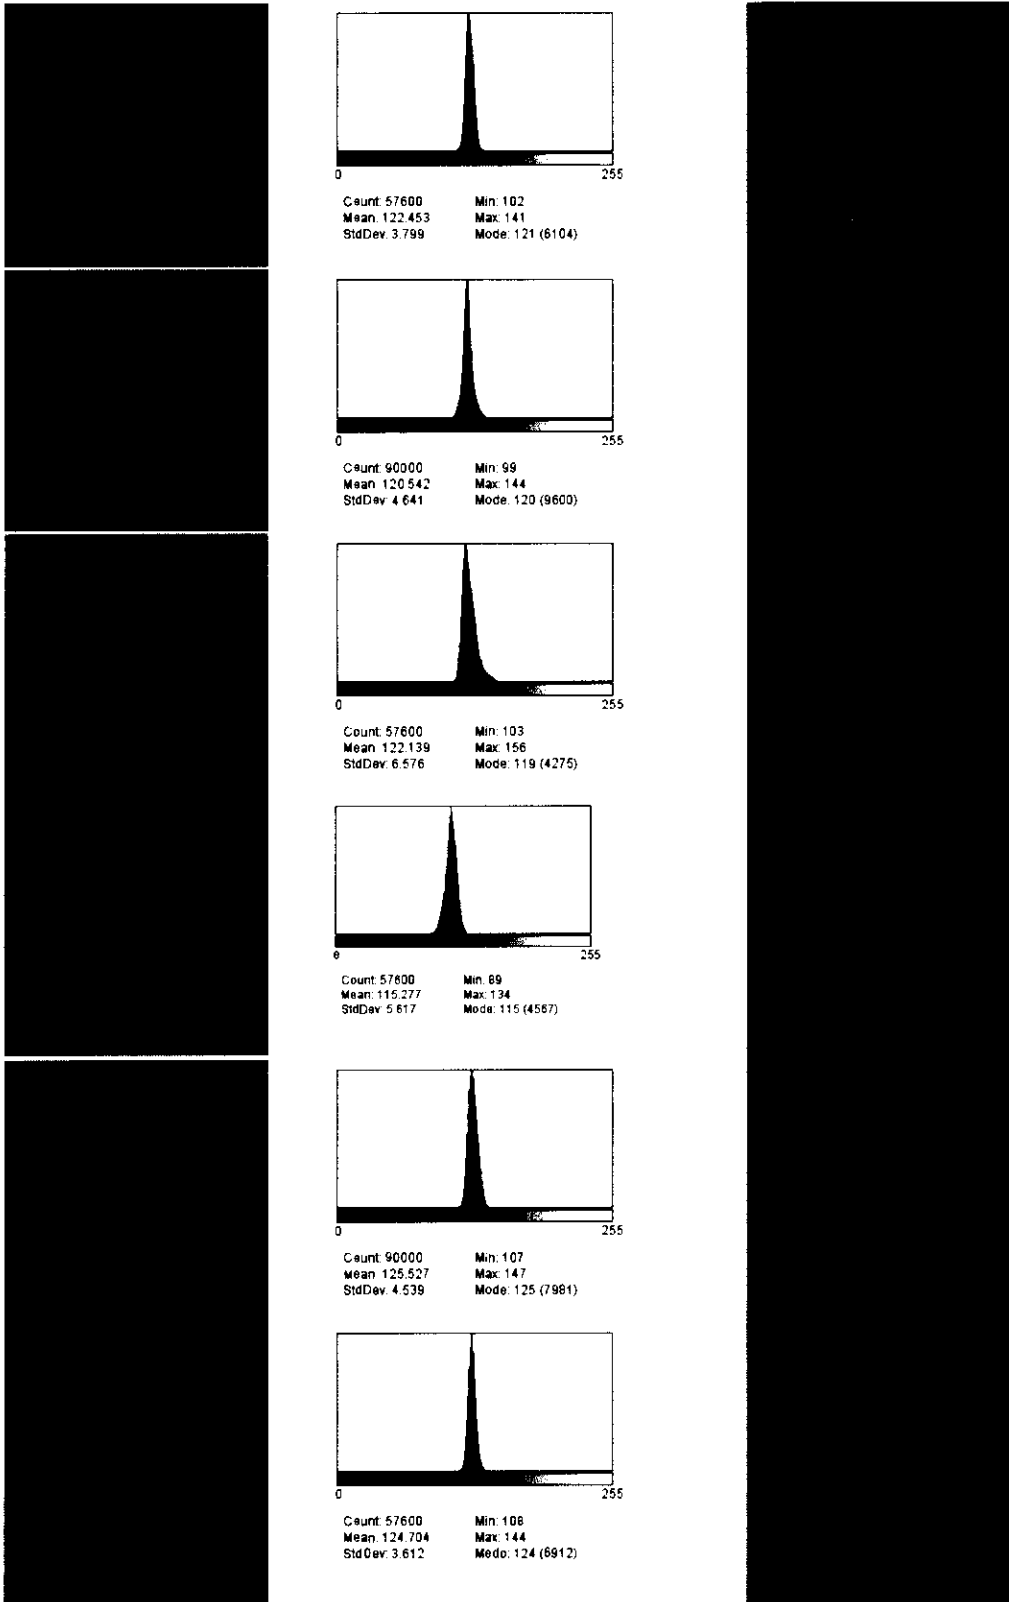 0 255
Count: 57600 Min: 102
Mean: 122.453 Max: 141
StdDev: 3.799 Mode: 121 (6104)
0 255
Count: 90000 Min: 99
Mean: 120.542 Max: 144
StdDev: 4.641 Mode: 120 (9600)
0 255
Count: 57600 Min: 103
Mean: 122.139 Max: 156
StdDev: 6.576 Mode: 119 (4275)
0 255
Count: 57600 Min: 89
Mean: 115.277 Max: 134
StdDev: 5.617 Mode: 115 (4567)
0 255
Count: 90000 Min: 107
Mean: 125.527 Max: 147
StdDev: 4.539 Mode: 125 (7981)
0 255
Count: 57600 Min: 108
Mean: 124.704 Max: 144
StdDev: 3.612 Mode: 124 (6912)